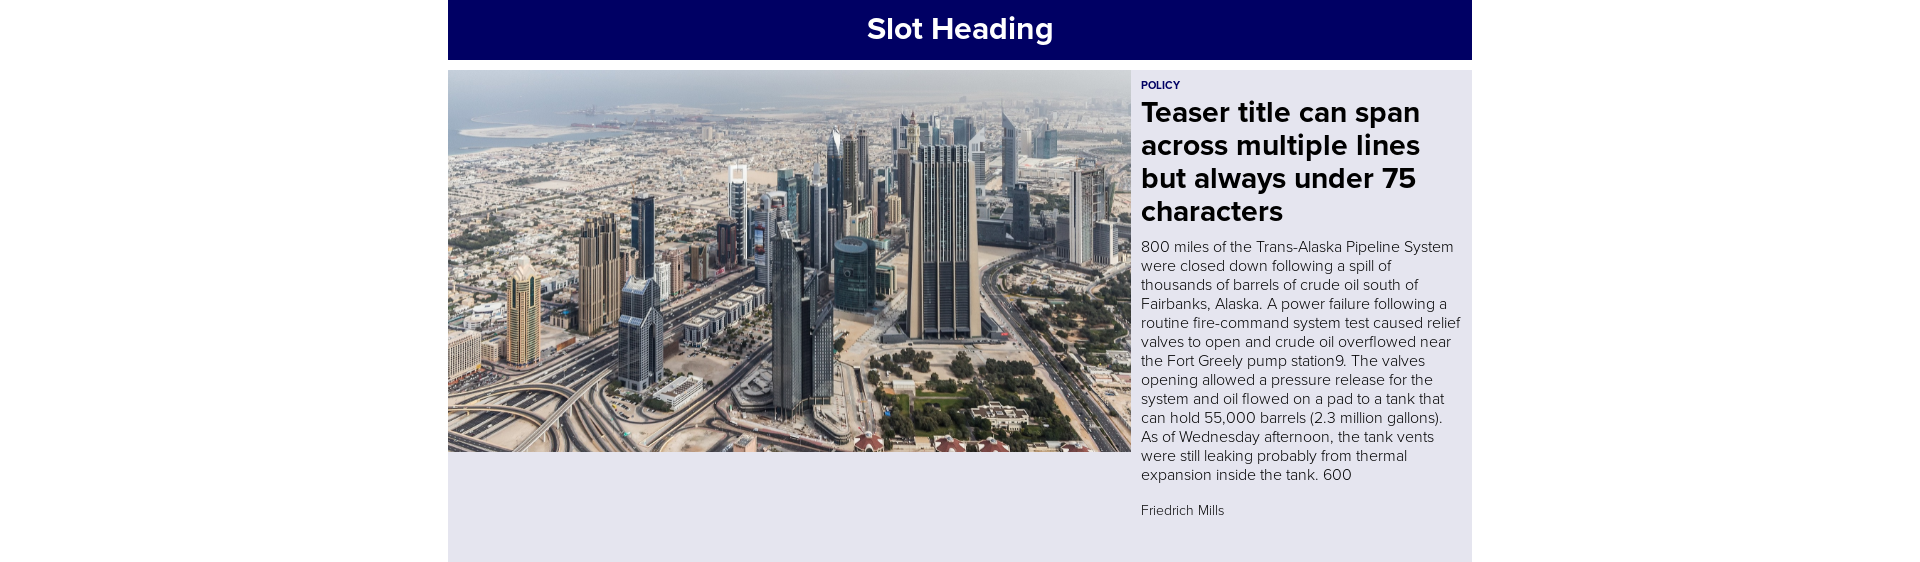 Slot Heading
POLICY
Teaser title can span
across multiple lines
but always under 75
characters
800 miles of the Trans-Alaska Pipeline System
were closed down following a spill of
thousands of barrels of crude oil south of
Fairbanks, Alaska. A power failure following a
routine fire-command system test caused relief
valves to open and crude oil overflowed near
the Fort Greely pump station9. The valves
opening allowed a pressure release for the
system and oil flowed on a pad to a tank that
can hold 55,000 barrels (2.3 million gallons).
As of Wednesday afternoon, the tank vents
were still leaking probably from thermal
expansion inside the tank. 600
Friedrich Mills